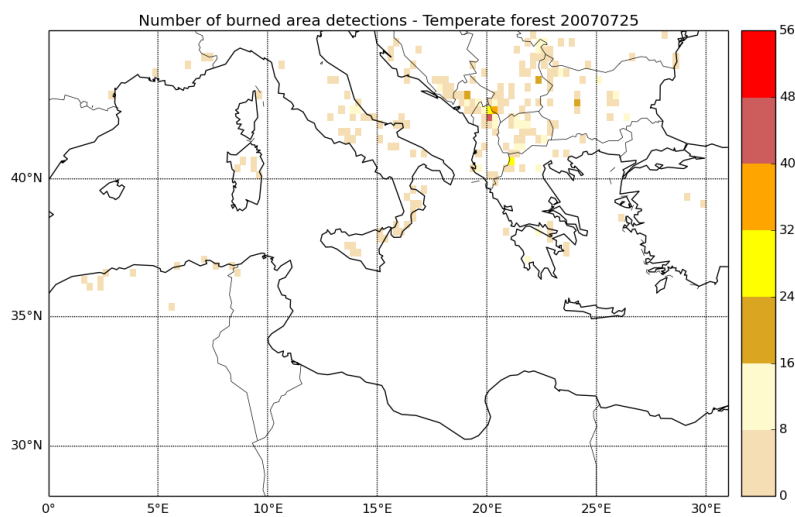 Number of burned area detections - Temperate forest 20070725
56
48
40°N
40
32
24
35°N
16
30°N
8
0
0°
5°E
10°E
15°E
20°E
25°E
30°E